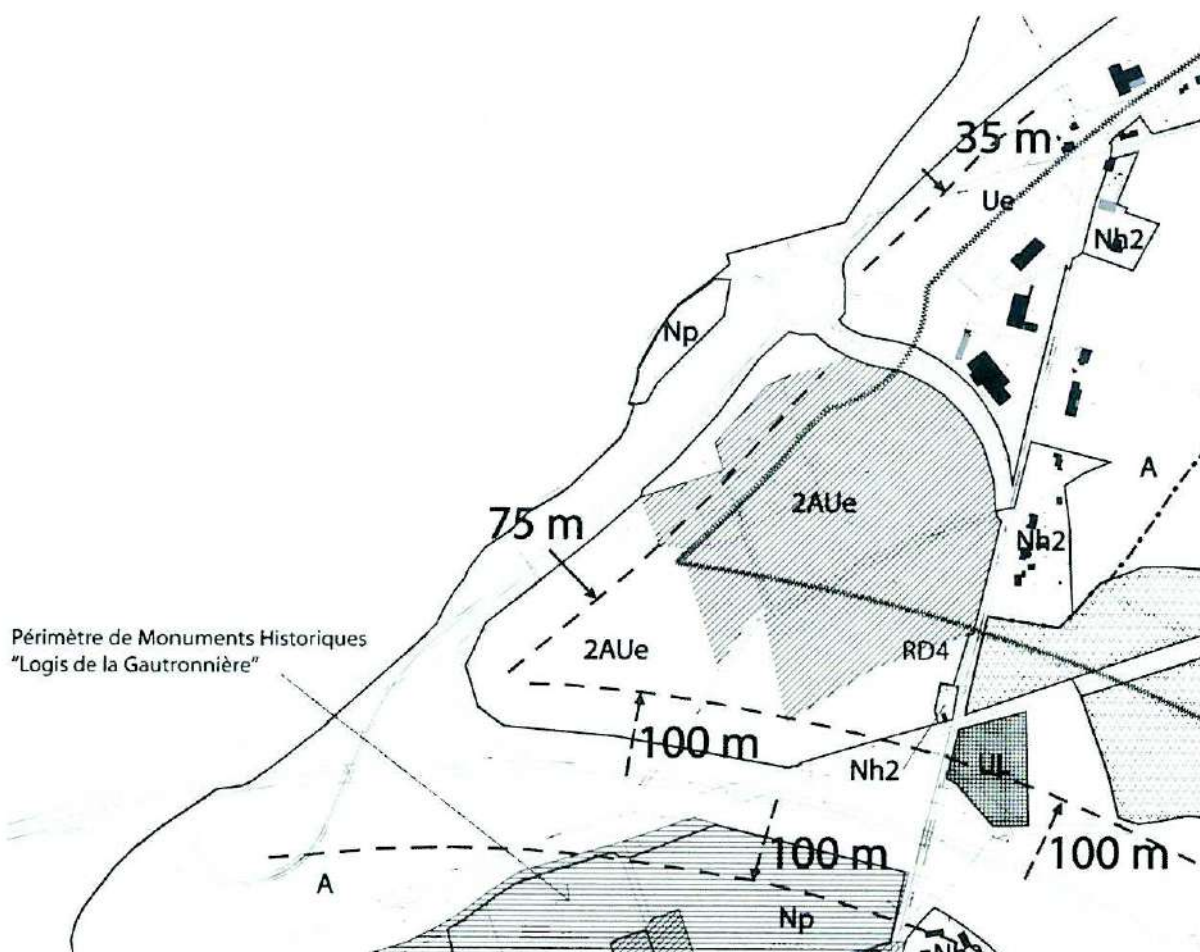 35 m
Ue
Nh2
Np
A
2AUe
75 m
Nh2
Périmètre de Monuments Historiques
"Logis de la Gautronnière"
2AUe
RD4
100 m
Nh2
UL
100 m
100 m
A
Np
Nh2